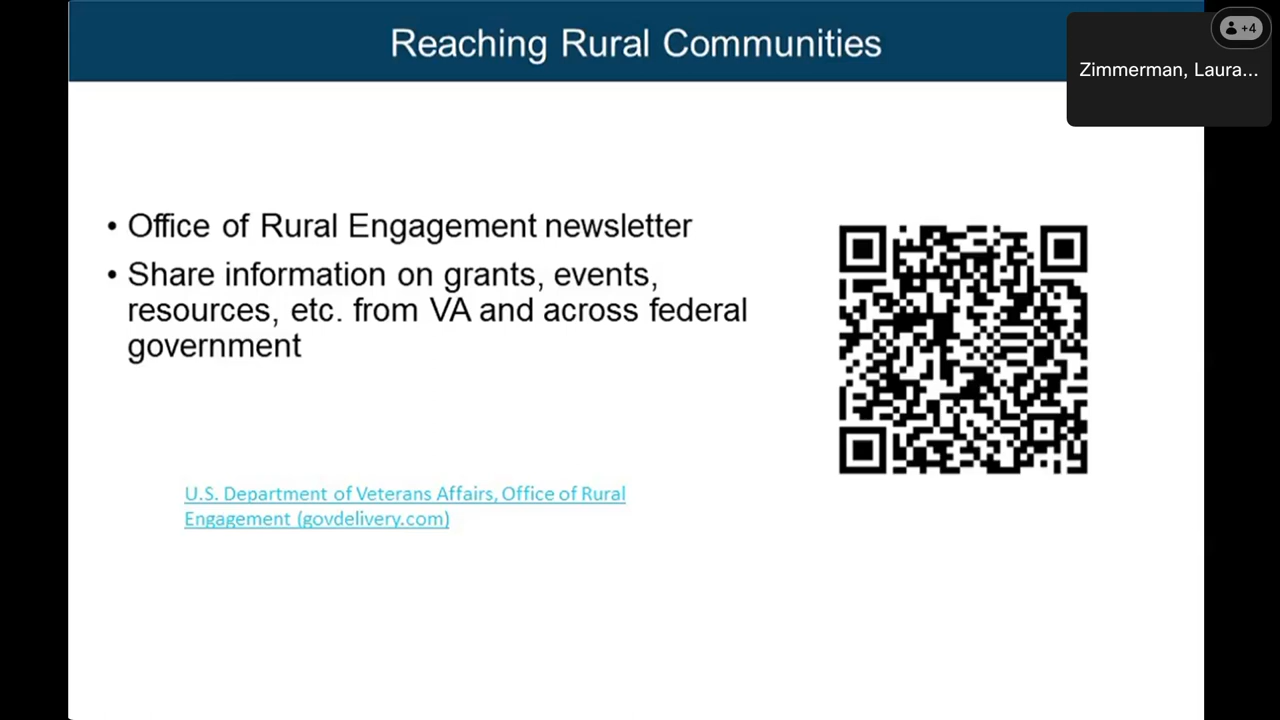 Reaching Rural Communities
+4
Zimmerman, Laura...
• Office of Rural Engagement newsletter
• Share information on grants, events,
resources, etc. from VA and across federal
government
U.S. Department of Veterans Affairs, Office of Rural
Engagement (govdelivery.com)